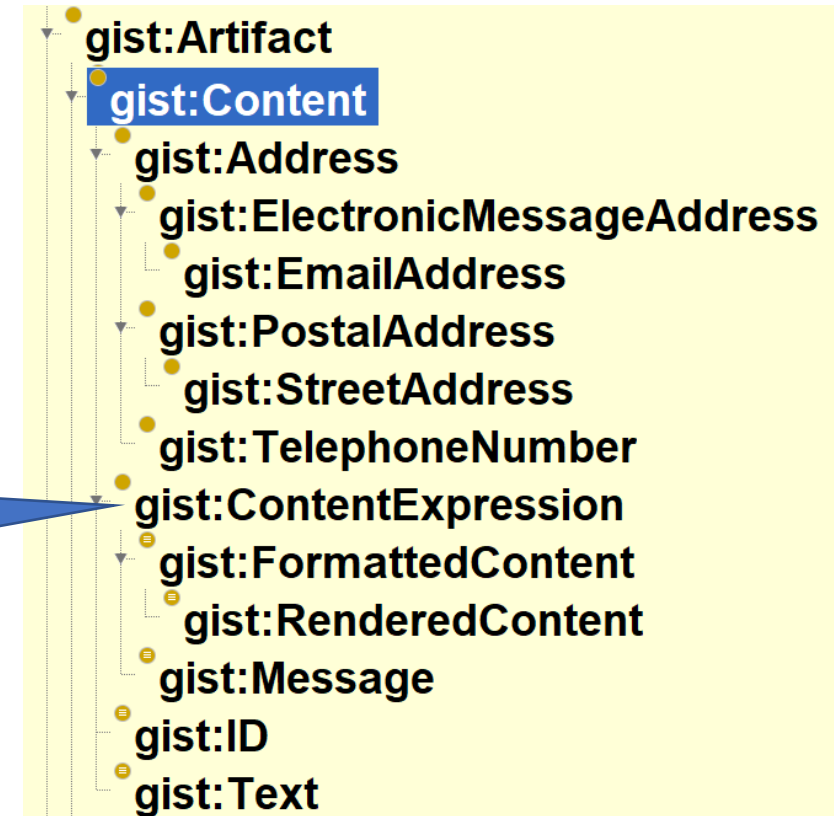 gist:Artifact
gist:Content
gist:Address
gist:ElectronicMessageAddress
gist:EmailAddress
gist:PostalAddress
gist:StreetAddress
gist:TelephoneNumber
gist:ContentExpression
gist:FormattedContent
gist:RenderedContent
gist:Message
gist:ID
gist:Text